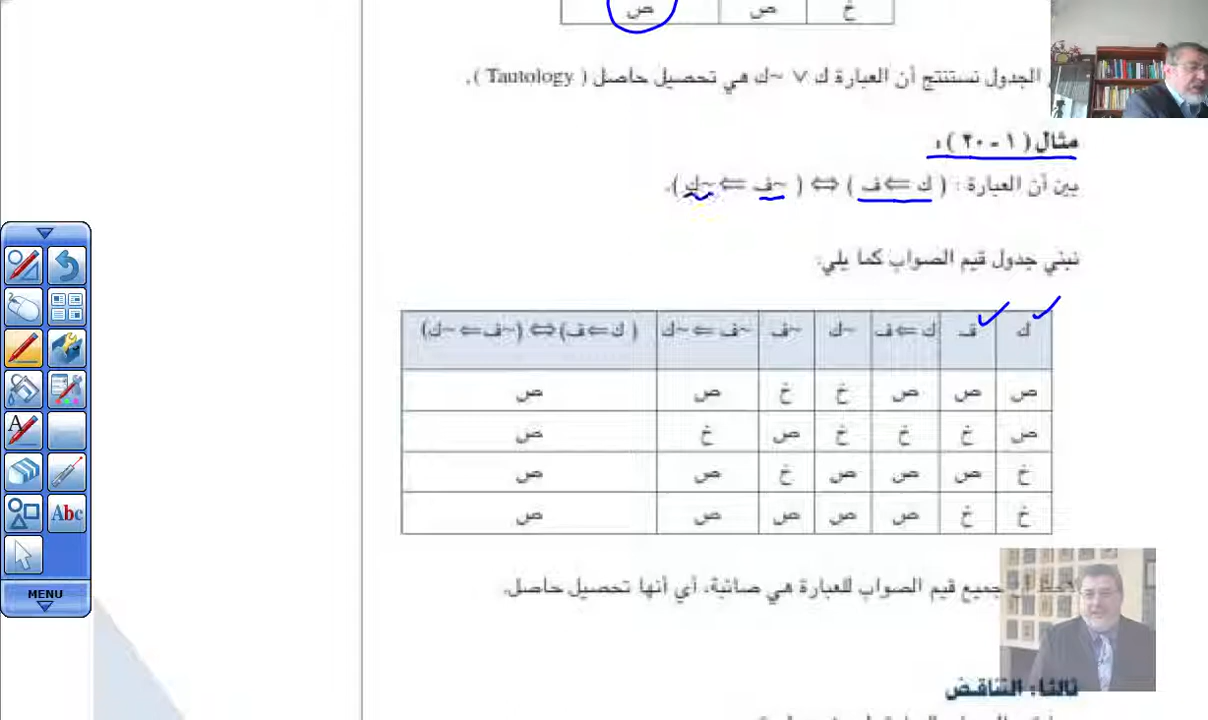 خ ص ص
الجدول نستنتج أن العبارة ك ∨ ~ك هي تحصيل حاصل ( Tautology ).
مثال ( ١ - ٢٠ ) :
بين أن العبارة : ( ك ⇐ ف ) ⇔ ( ~ف ⇐ ~ك ).
نبني جدول قيم الصواب كما يلي:
ك ف ك ⇐ ف ~ك ~ف ~ف ⇐ ~ك ( ك ⇐ ف) ⇔ (~ف ⇐ ~ك)
ص ص ص خ خ ص ص
ص خ خ خ ص خ ص
خ ص ص ص خ ص ص
خ خ ص ص ص ص ص
جميع قيم الصواب للعبارة هي صائبة، أي أنها تحصيل حاصل.
ثالثا: التناقض
Abc
MENU